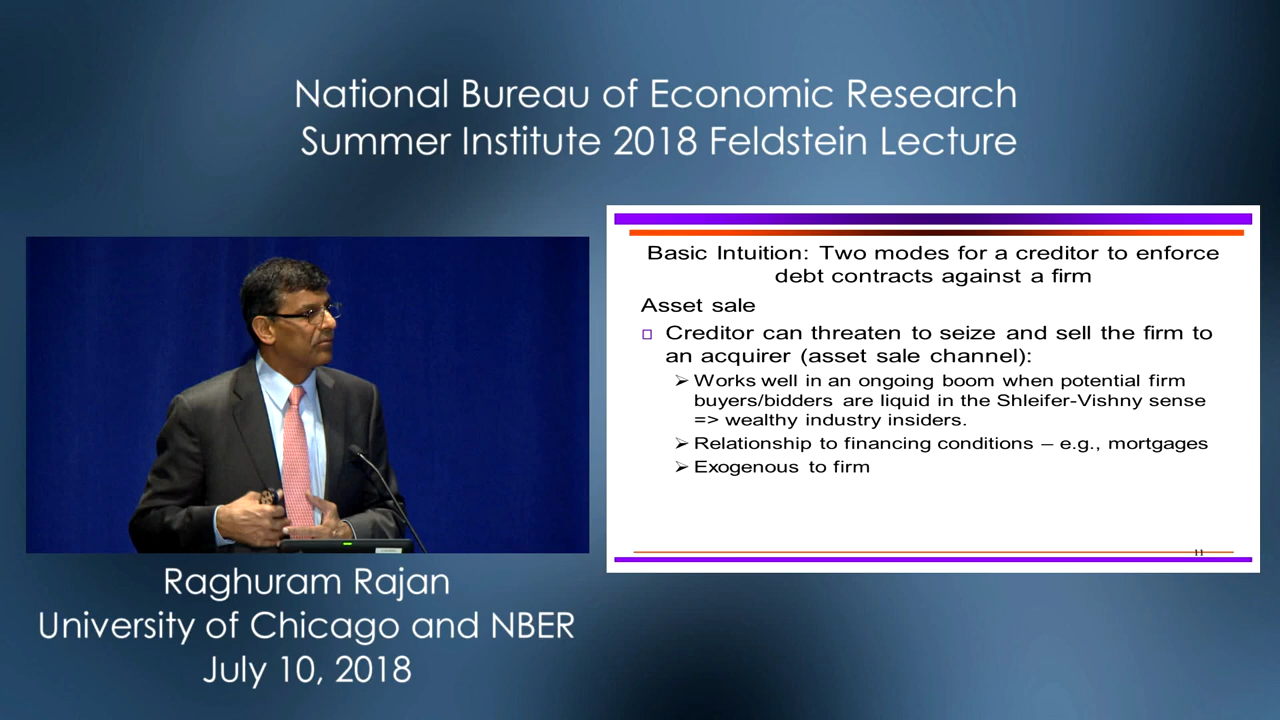 National Bureau of Economic Research
Summer Institute 2018 Feldstein Lecture
Basic Intuition: Two modes for a creditor to enforce
debt contracts against a firm
Asset sale
Creditor can threaten to seize and sell the firm to
an acquirer (asset sale channel):
Works well in an ongoing boom when potential firm
buyers/bidders are liquid in the Shleifer-Vishny sense
=> wealthy industry insiders.
Relationship to financing conditions – e.g., mortgages
Exogenous to firm
11
Raghuram Rajan
University of Chicago and NBER
July 10, 2018